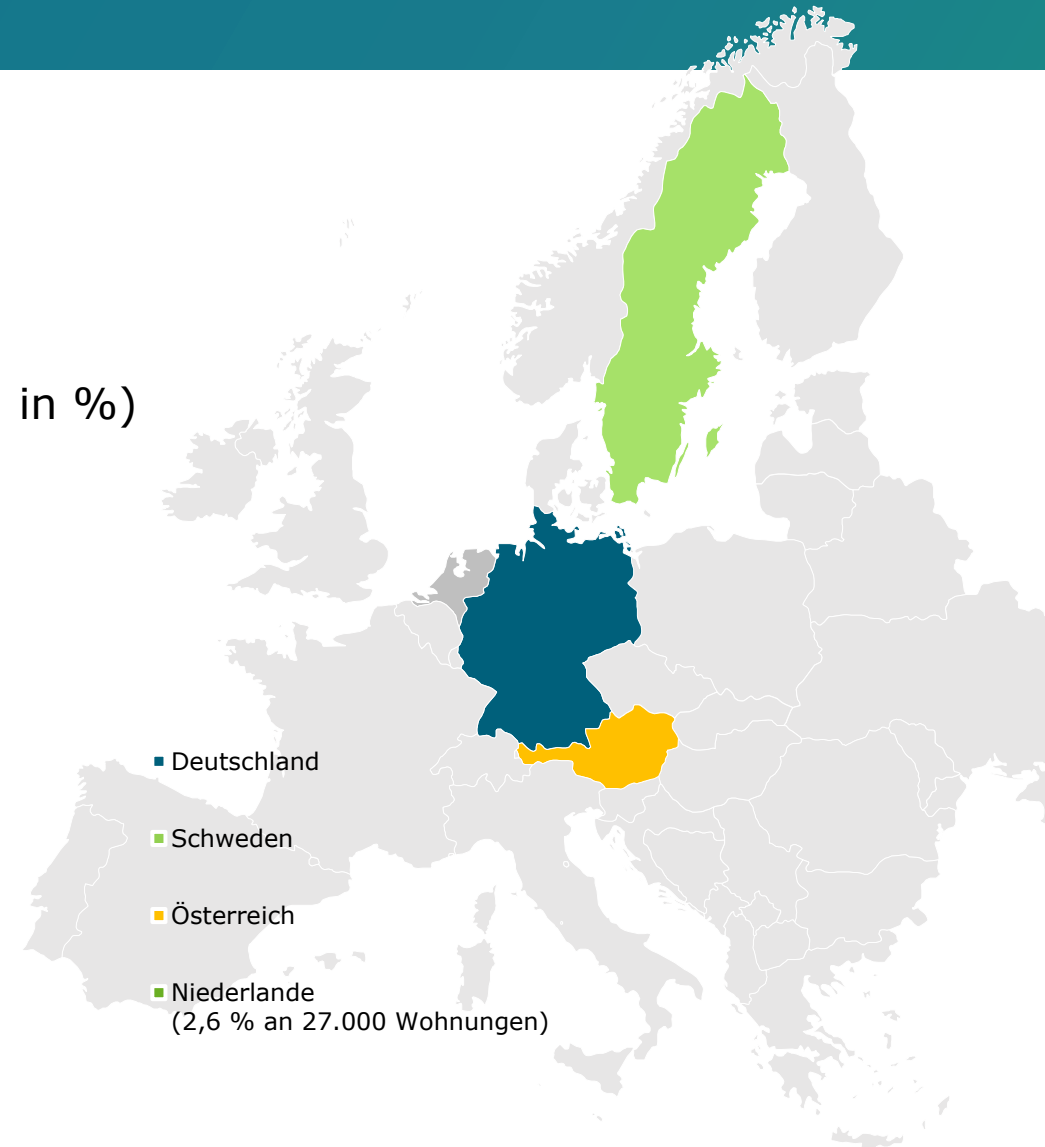 in %)
Deutschland
Schweden
Österreich
Niederlande
(2,6 % an 27.000 Wohnungen)